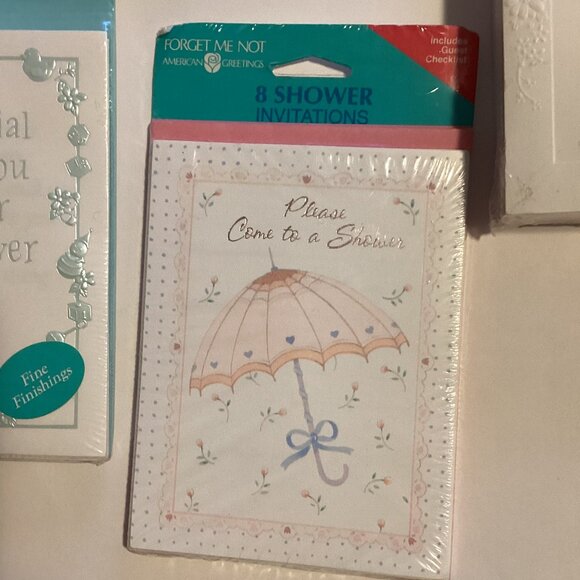 FORGET ME NOT
AMERICAN GREETINGS
includes
Guest
Checklist
8 SHOWER
INVITATIONS
Please
Come to a Shower
Fine
Finishings